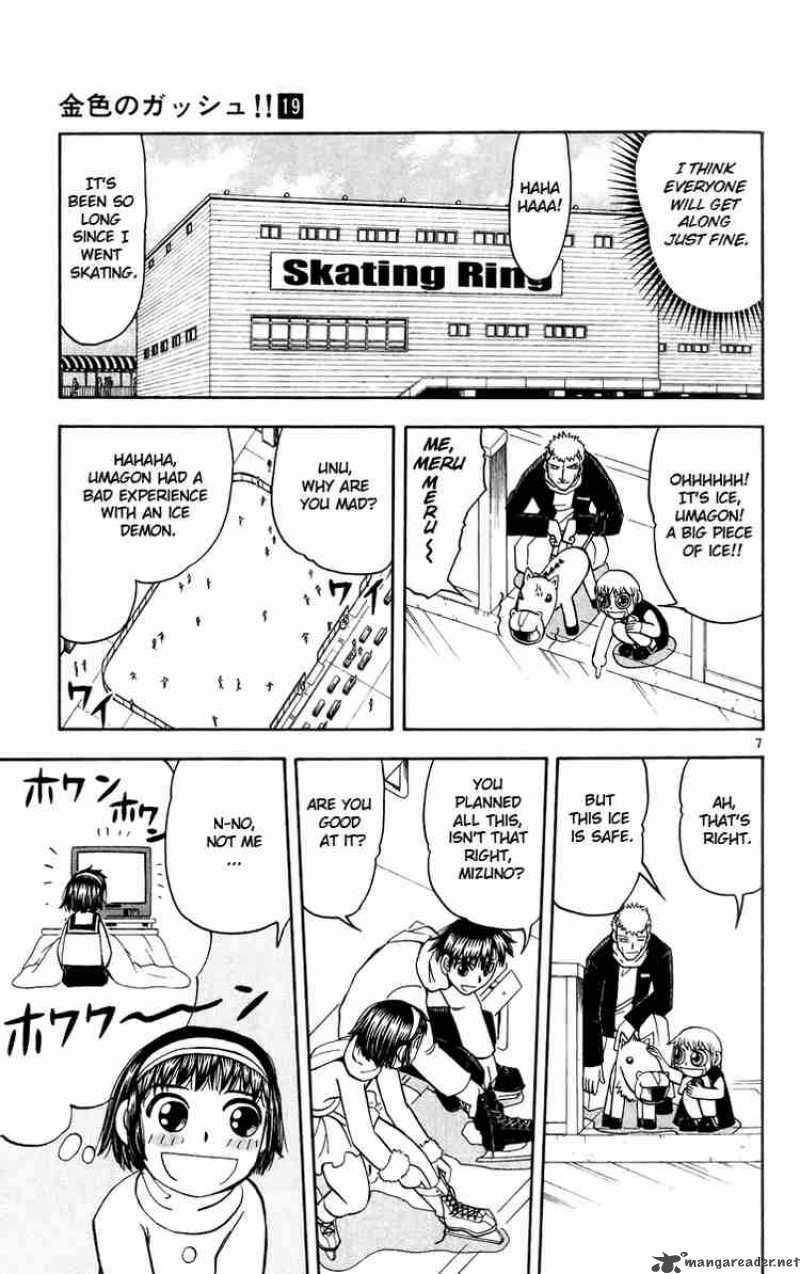 金色のガッシュ!! 19
I THINK
EVERYONE
WILL GET
ALONG
JUST FINE.
HAHA
HAAA!
IT'S
BEEN SO
LONG
SINCE I
WENT
SKATING.
Skating Ring
OHHHHHH!
IT'S ICE,
UMAGON!
A BIG PIECE
OF ICE!!
ME,
MERU
MERU~
UNU,
WHY ARE
YOU MAD?
HAHAHA,
UMAGON HAD A
BAD EXPERIENCE
WITH AN ICE
DEMON.
ワイ
ワイ
7
AH,
THAT'S
RIGHT.
BUT
THIS ICE
IS SAFE.
YOU
PLANNED
ALL THIS,
ISN'T THAT
RIGHT,
MIZUNO?
ARE YOU
GOOD
AT IT?
N-NO,
NOT ME
...
ホワン
ホワン
ホワワ～～ン
mangareader.net